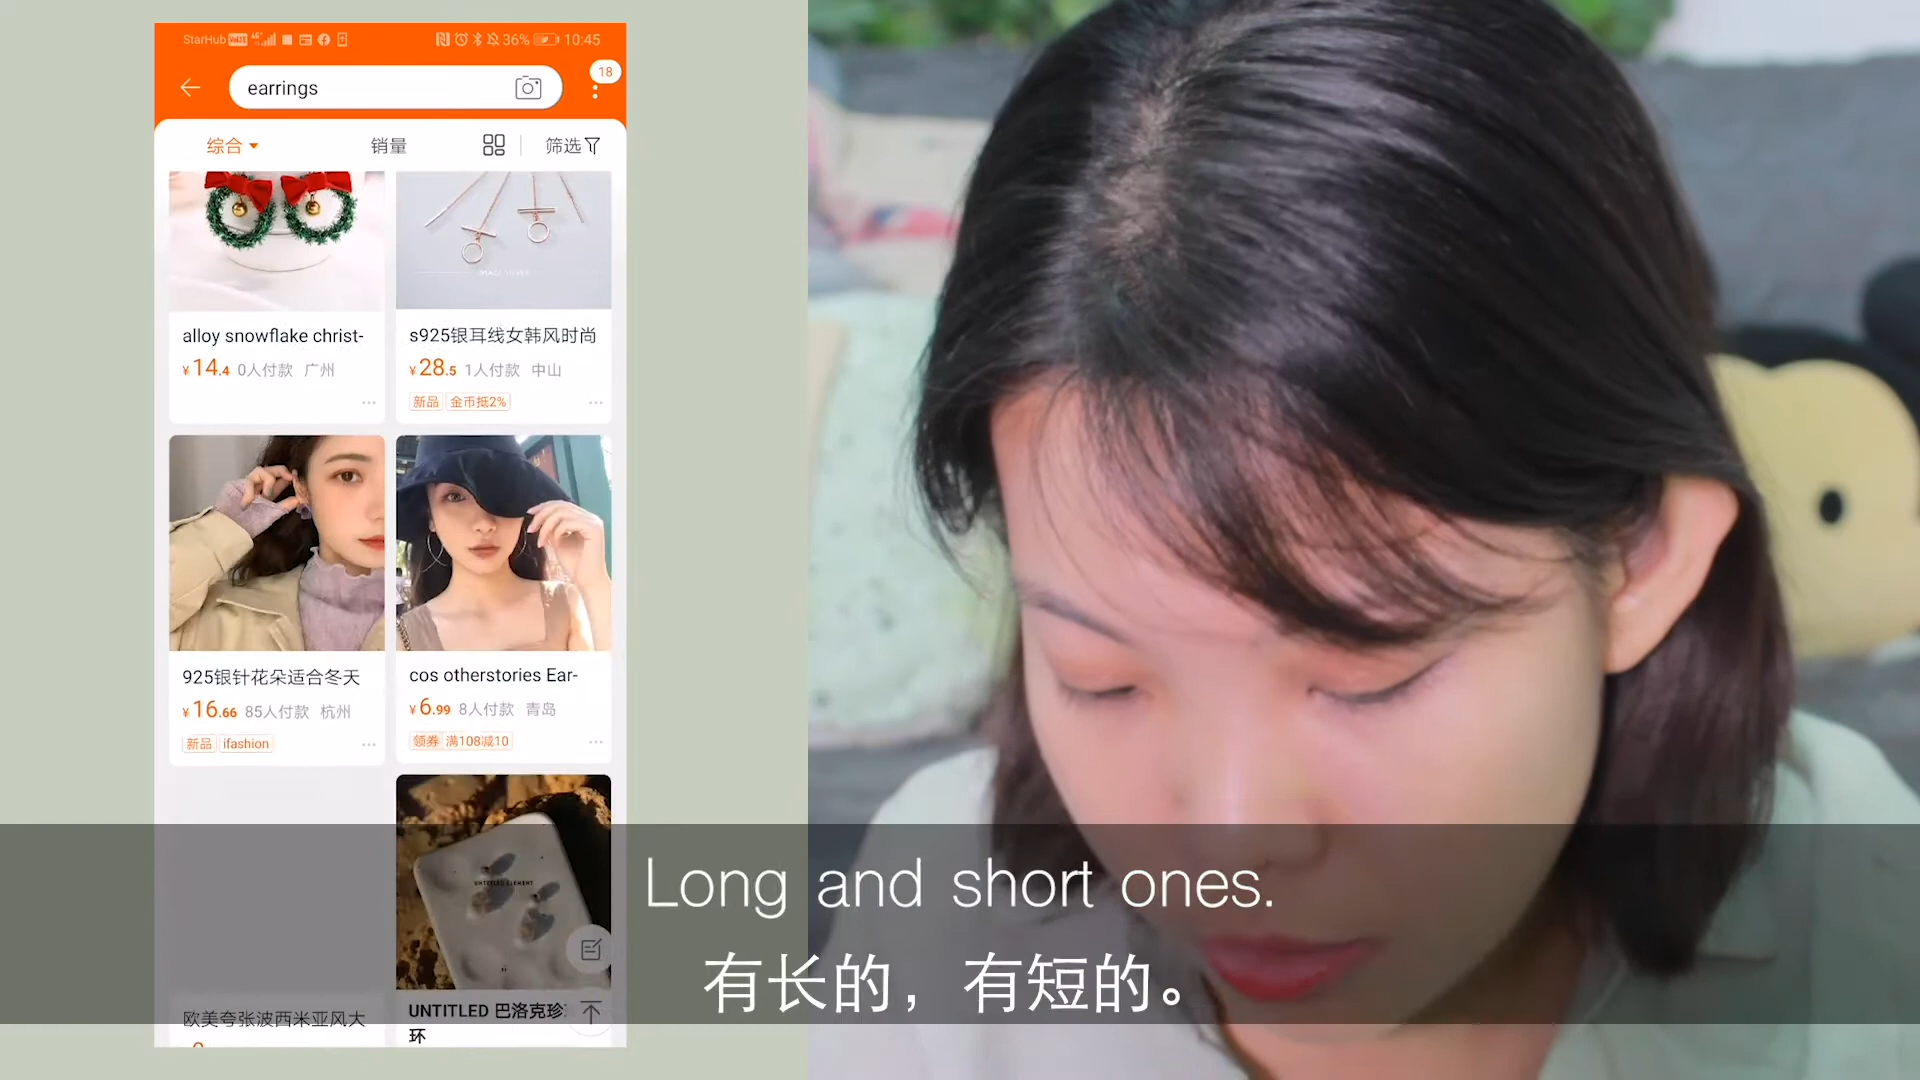 StarHub VoLTE 36% 10:45
18
earrings
综合 销量 筛选
alloy snowflake christ-
¥14.4 0人付款 广州
s925银耳线女韩风时尚
¥28.5 1人付款 中山
新品 金币抵2%
925银针花朵适合冬天
¥16.66 85人付款 杭州
新品 ifashion
cos otherstories Ear-
¥6.99 8人付款 青岛
领券 满108减10
UNTITLED ELEMENT
欧美夸张波西米亚风大
UNTITLED 巴洛克珍
环
Long and short ones.
有长的，有短的。